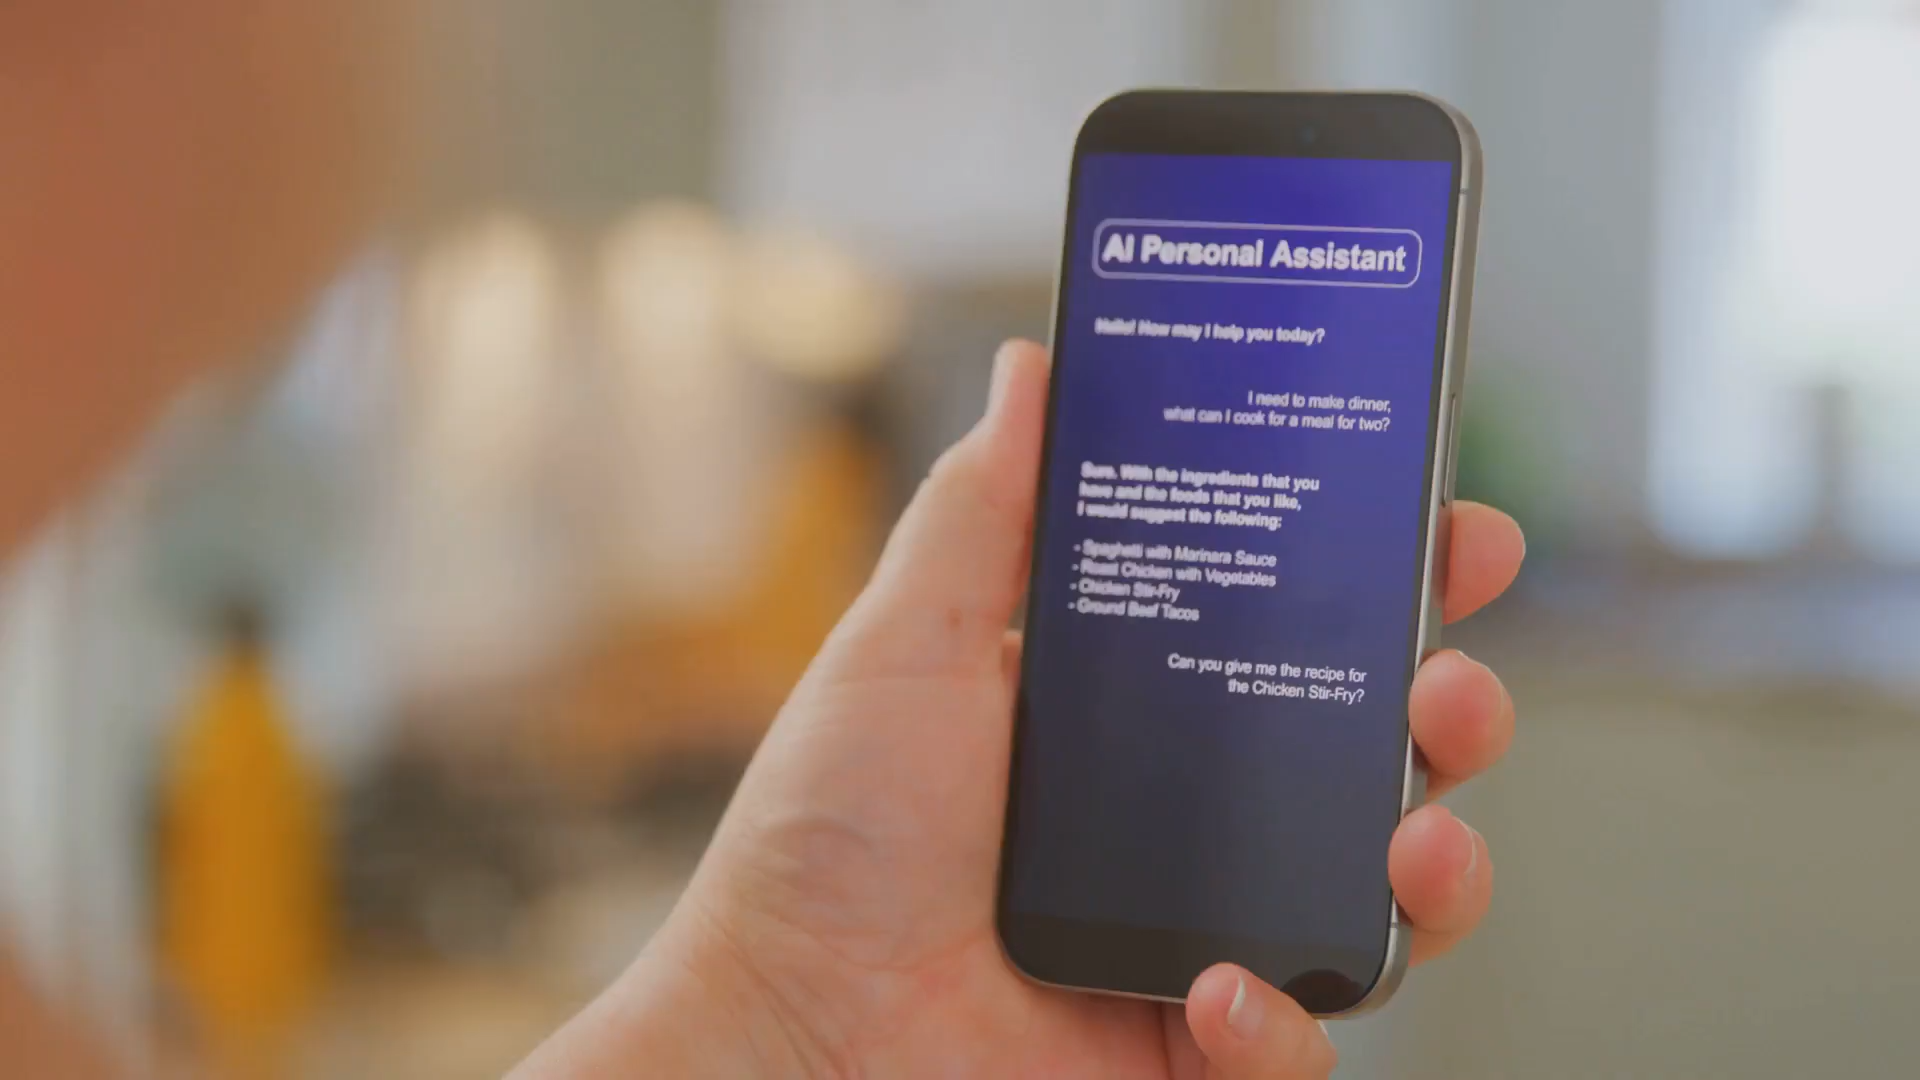 AI Personal Assistant
Hello! How may I help you today?
I need to make dinner,
what can I cook for a meal for two?
Sure. With the ingredients that you
have and the foods that you like,
I would suggest the following:
- Spaghetti with Marinara Sauce
- Roast Chicken with Vegetables
- Chicken Stir-Fry
- Ground Beef Tacos
Can you give me the recipe for
the Chicken Stir-Fry?